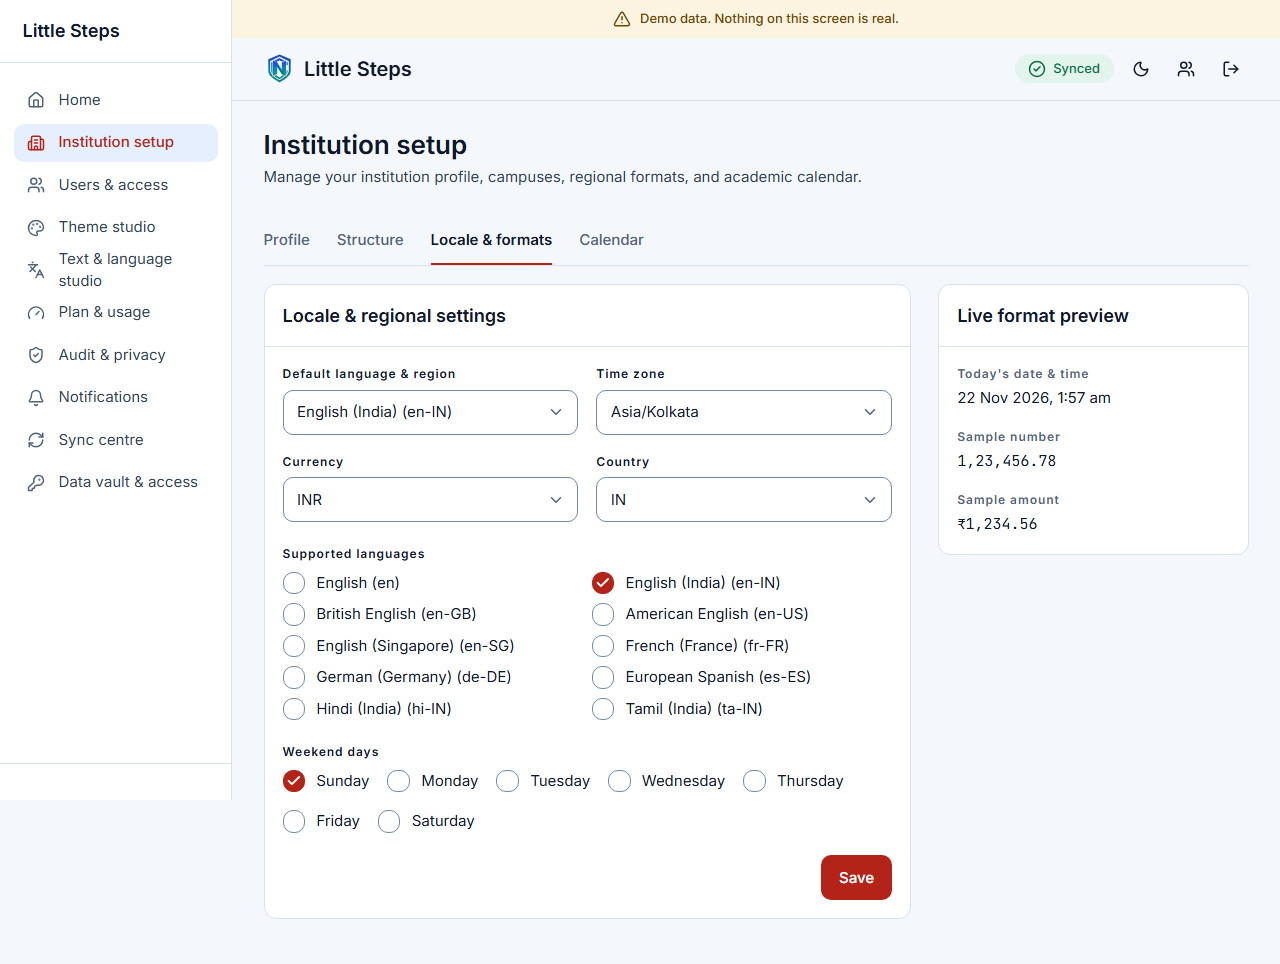 Little Steps
Demo data. Nothing on this screen is real.
Little Steps
Synced
Home
Institution setup
Users & access
Theme studio
Text & language
studio
Plan & usage
Audit & privacy
Notifications
Sync centre
Data vault & access
Institution setup
Manage your institution profile, campuses, regional formats, and academic calendar.
Profile
Structure
Locale & formats
Calendar
Locale & regional settings
Default language & region
Time zone
English (India) (en-IN)
Asia/Kolkata
Currency
Country
INR
IN
Supported languages
English (en)
English (India) (en-IN)
British English (en-GB)
American English (en-US)
English (Singapore) (en-SG)
French (France) (fr-FR)
German (Germany) (de-DE)
European Spanish (es-ES)
Hindi (India) (hi-IN)
Tamil (India) (ta-IN)
Weekend days
Sunday
Monday
Tuesday
Wednesday
Thursday
Friday
Saturday
Save
Live format preview
Today's date & time
22 Nov 2026, 1:57 am
Sample number
1,23,456.78
Sample amount
₹1,234.56